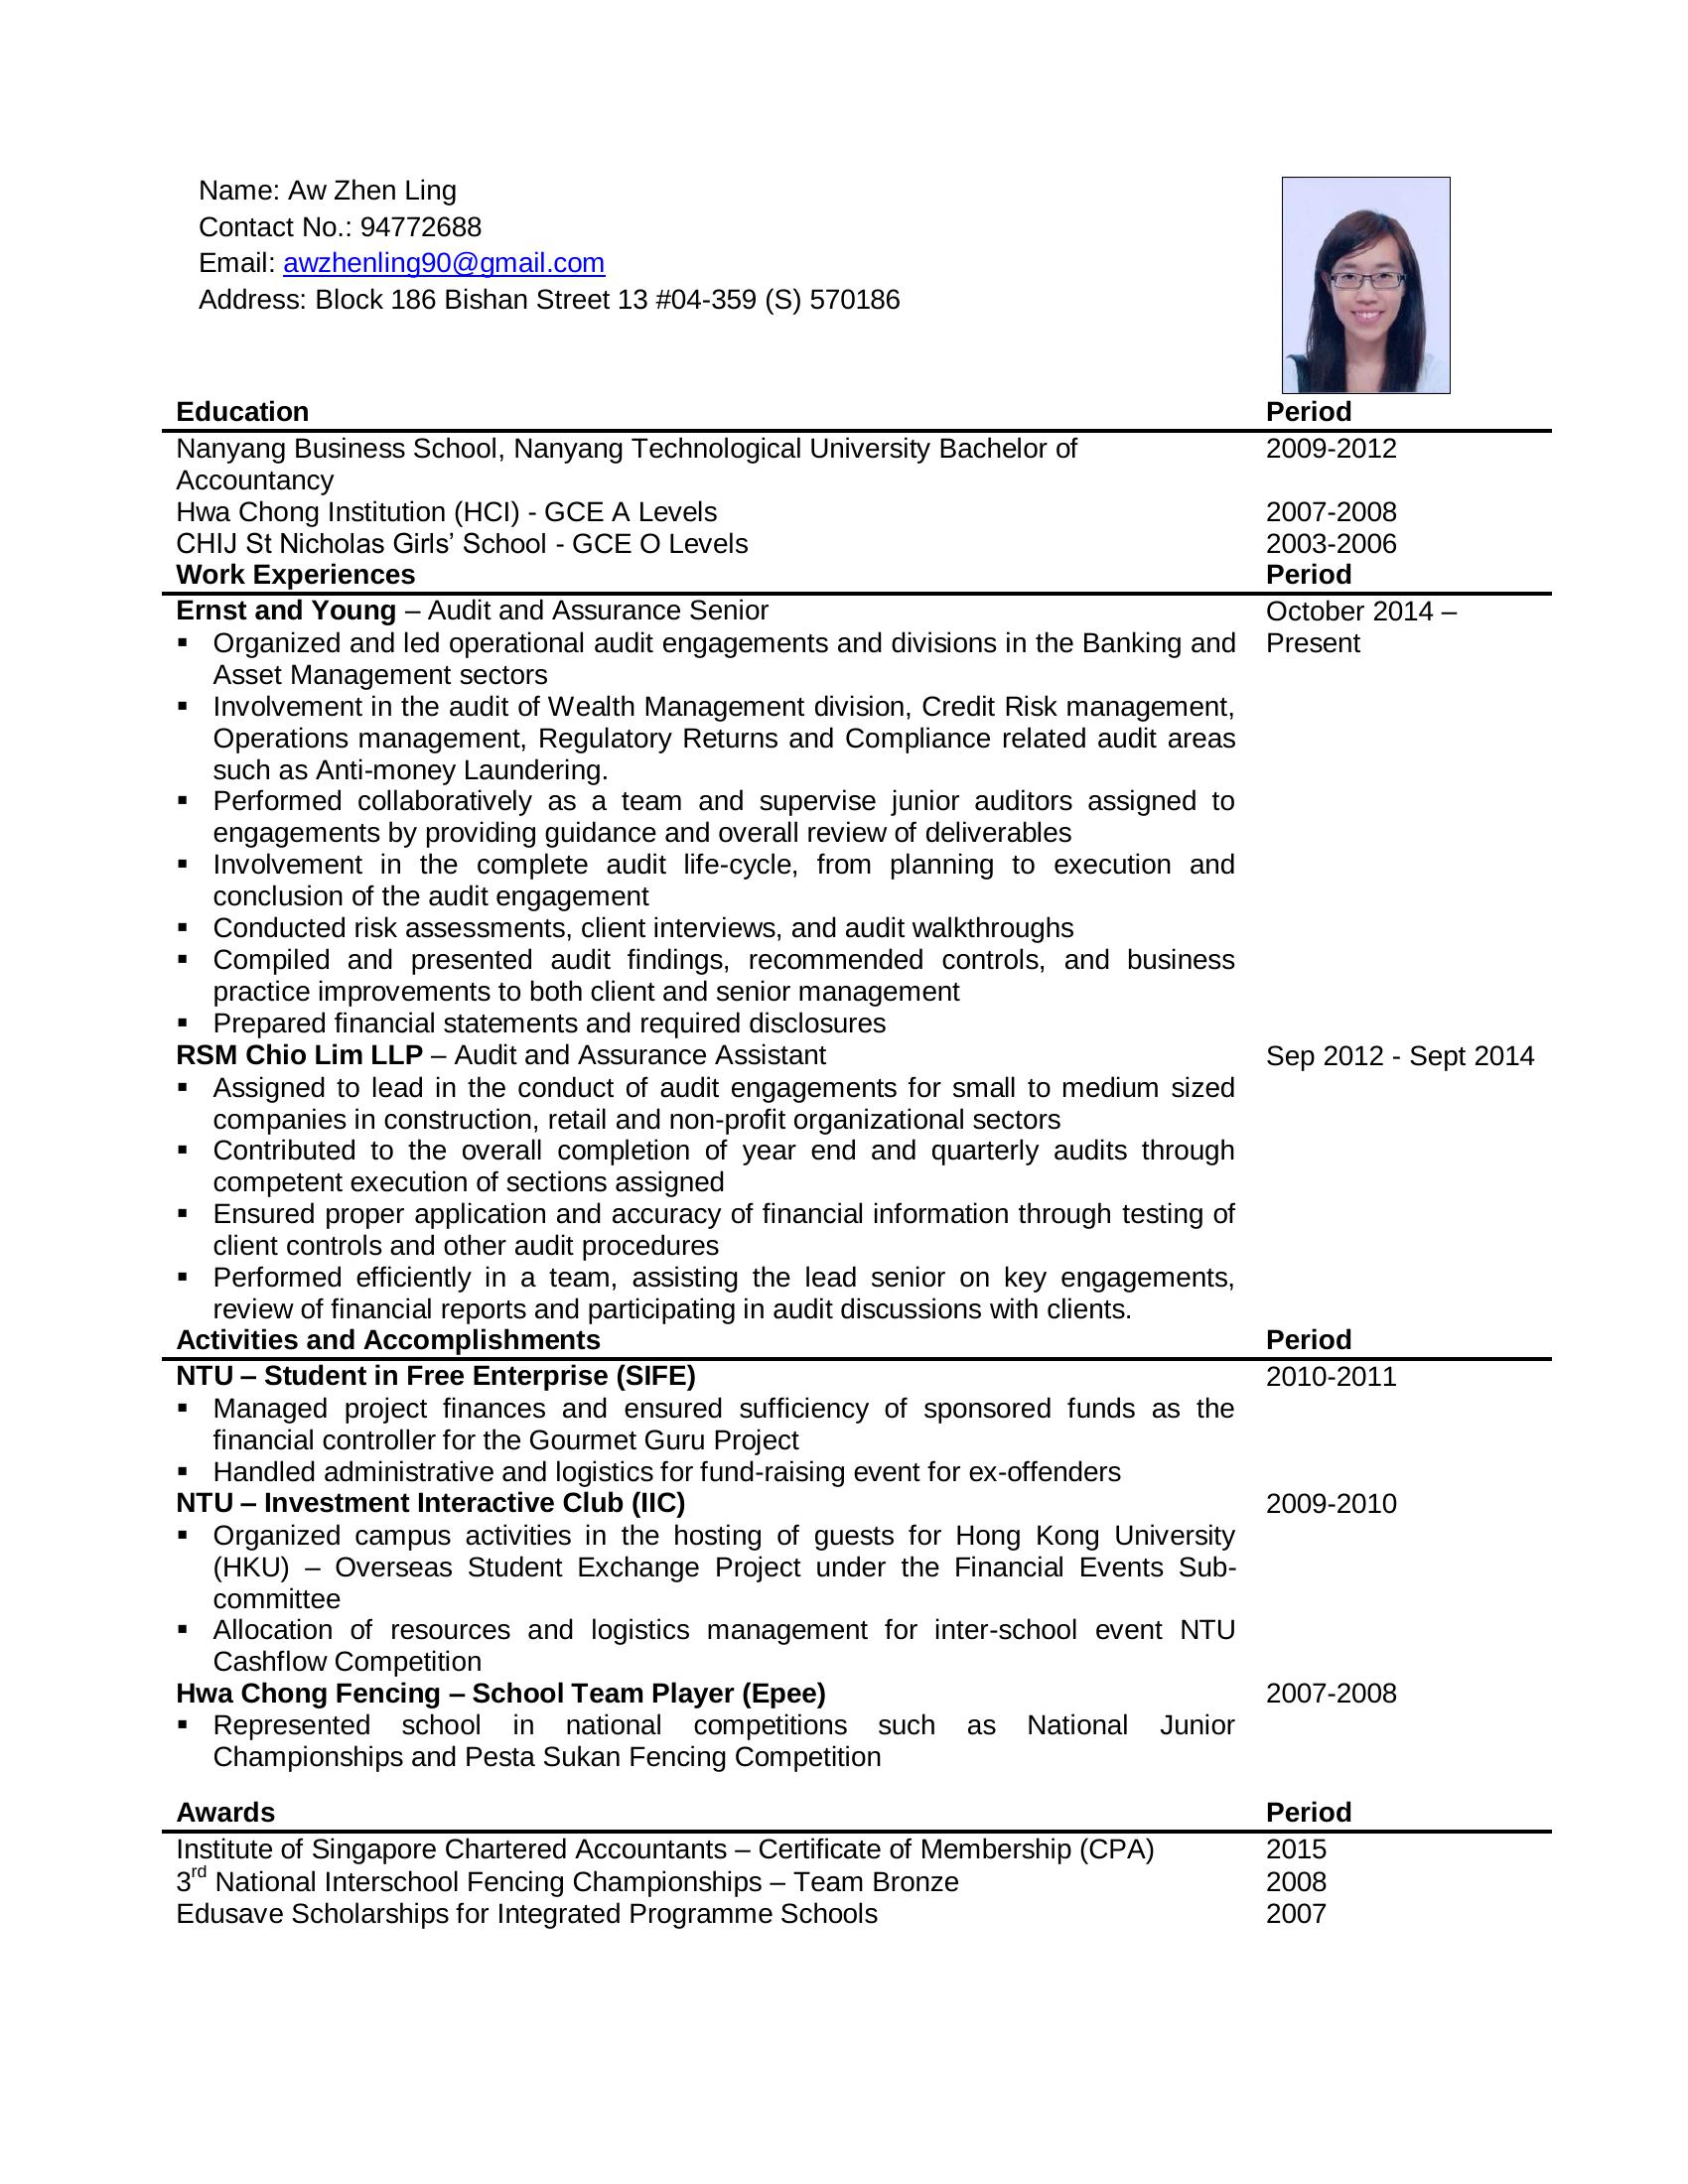 Name: Aw Zhen Ling
Contact No.: 94772688
Email: awzhenling90@gmail.com
Address: Block 186 Bishan Street 13 #04-359 (S) 570186
Education Period
Nanyang Business School, Nanyang Technological University Bachelor of 2009-2012
Accountancy
Hwa Chong Institution (HCI) - GCE A Levels 2007-2008
CHIJ St Nicholas Girls’ School - GCE O Levels 2003-2006
Work Experiences Period
Ernst and Young – Audit and Assurance Senior October 2014 –
▪ Organized and led operational audit engagements and divisions in the Banking and Present
Asset Management sectors
▪ Involvement in the audit of Wealth Management division, Credit Risk management,
Operations management, Regulatory Returns and Compliance related audit areas
such as Anti-money Laundering.
▪ Performed collaboratively as a team and supervise junior auditors assigned to
engagements by providing guidance and overall review of deliverables
▪ Involvement in the complete audit life-cycle, from planning to execution and
conclusion of the audit engagement
▪ Conducted risk assessments, client interviews, and audit walkthroughs
▪ Compiled and presented audit findings, recommended controls, and business
practice improvements to both client and senior management
▪ Prepared financial statements and required disclosures
RSM Chio Lim LLP – Audit and Assurance Assistant Sep 2012 - Sept 2014
▪ Assigned to lead in the conduct of audit engagements for small to medium sized
companies in construction, retail and non-profit organizational sectors
▪ Contributed to the overall completion of year end and quarterly audits through
competent execution of sections assigned
▪ Ensured proper application and accuracy of financial information through testing of
client controls and other audit procedures
▪ Performed efficiently in a team, assisting the lead senior on key engagements,
review of financial reports and participating in audit discussions with clients.
Activities and Accomplishments Period
NTU – Student in Free Enterprise (SIFE) 2010-2011
▪ Managed project finances and ensured sufficiency of sponsored funds as the
financial controller for the Gourmet Guru Project
▪ Handled administrative and logistics for fund-raising event for ex-offenders
NTU – Investment Interactive Club (IIC) 2009-2010
▪ Organized campus activities in the hosting of guests for Hong Kong University
(HKU) – Overseas Student Exchange Project under the Financial Events Sub-
committee
▪ Allocation of resources and logistics management for inter-school event NTU
Cashflow Competition
Hwa Chong Fencing – School Team Player (Epee) 2007-2008
▪ Represented school in national competitions such as National Junior
Championships and Pesta Sukan Fencing Competition
Awards Period
Institute of Singapore Chartered Accountants – Certificate of Membership (CPA) 2015
3rd National Interschool Fencing Championships – Team Bronze 2008
Edusave Scholarships for Integrated Programme Schools 2007